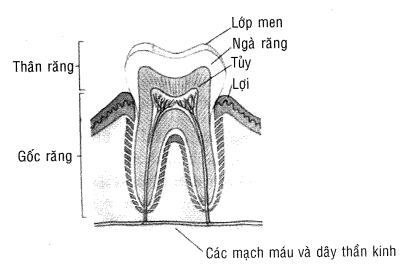 Lớp men
Ngà răng
Thân răng
Tủy
Lợi
Gốc răng
Các mạch máu và dây thần kinh